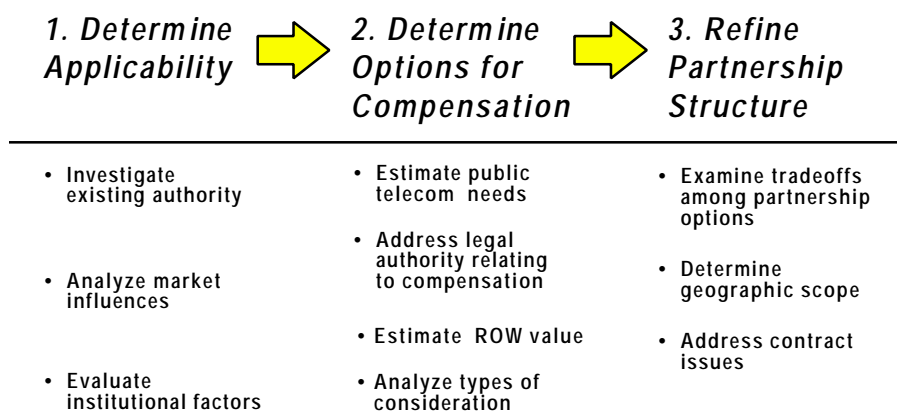 1. Determine
Applicability
2. Determine
Options for
Compensation
3. Refine
Partnership
Structure
• Investigate
existing authority
• Analyze market
influences
• Evaluate
institutional factors
• Estimate public
telecom needs
• Address legal
authority relating
to compensation
• Estimate ROW value
• Analyze types of
consideration
• Examine tradeoffs
among partnership
options
• Determine
geographic scope
• Address contract
issues